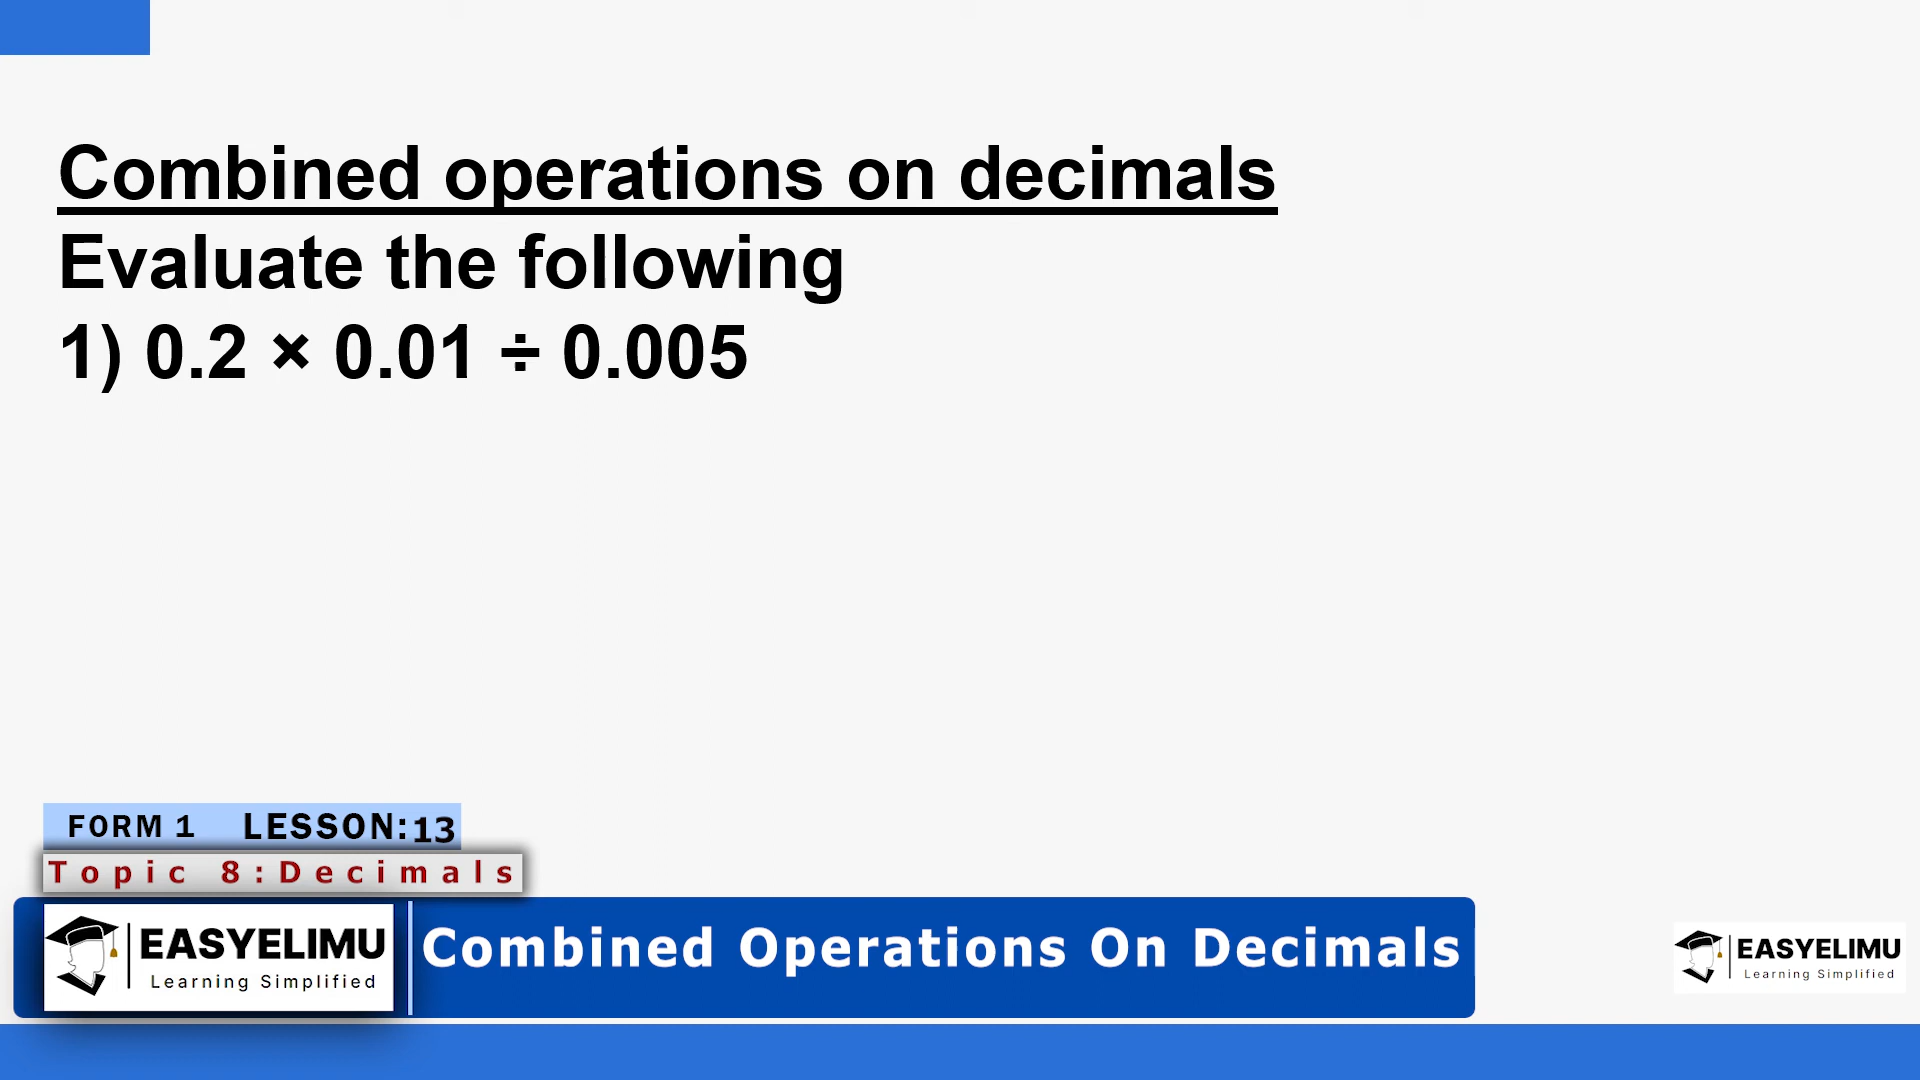 Combined operations on decimals
Evaluate the following
1) 0.2 × 0.01 ÷ 0.005
FORM 1 LESSON:13
Topic 8:Decimals
EASYELIMU
Learning Simplified
Combined Operations On Decimals
EASYELIMU
Learning Simplified